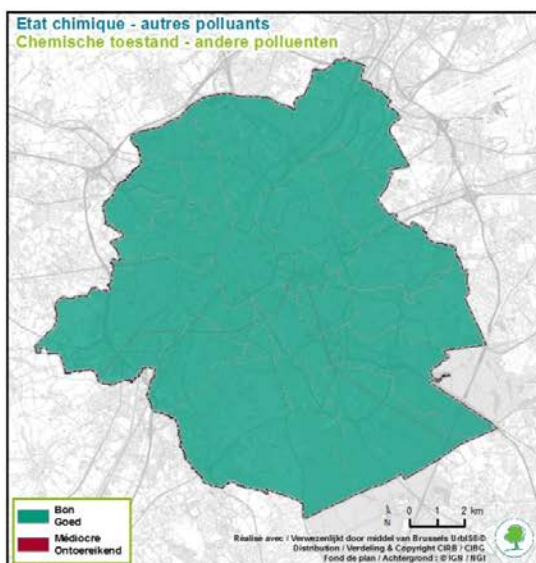 Etat chimique - autres polluants
Chemische toestand - andere polluenten
Bon
Goed
Médiocre
Ontoereikend
N
0 1 2 km
Réalisé avec / Verwezenlijkt door middel van Brussels UrbIS®©
Distribution / Verdeling & Copyright CIRB / CIBG
Fond de plan / Achtergrond : © IGN / NGI